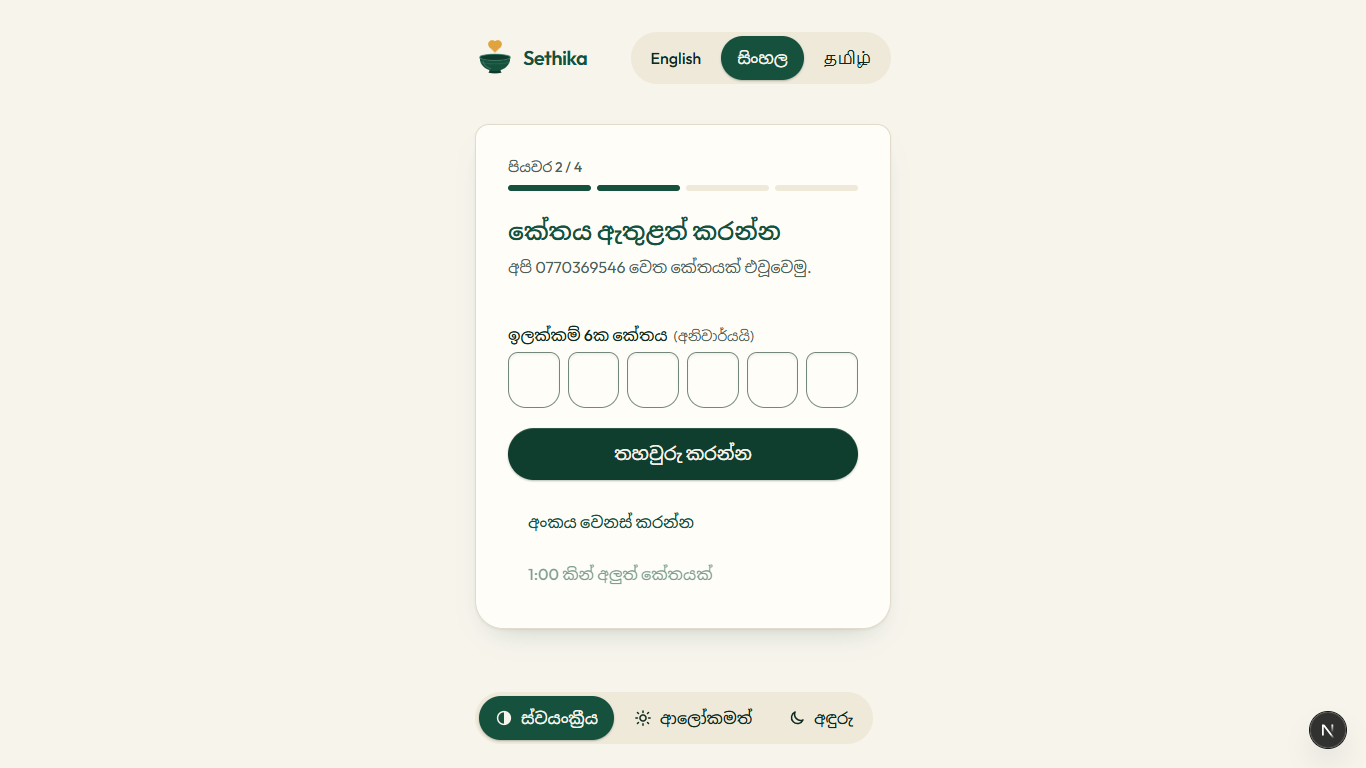 Sethika
English සිංහල தமிழ்
පියවර 2 / 4
කේතය ඇතුළත් කරන්න
අපි 0770369546 වෙත කේතයක් එවූවෙමු.
ඉලක්කම් 6ක කේතය (අනිවාර්යයි)
තහවුරු කරන්න
අංකය වෙනස් කරන්න
1:00 කින් අලුත් කේතයක්
ස්වයංක්‍රීය ආලෝකමත් අඳුරු
N